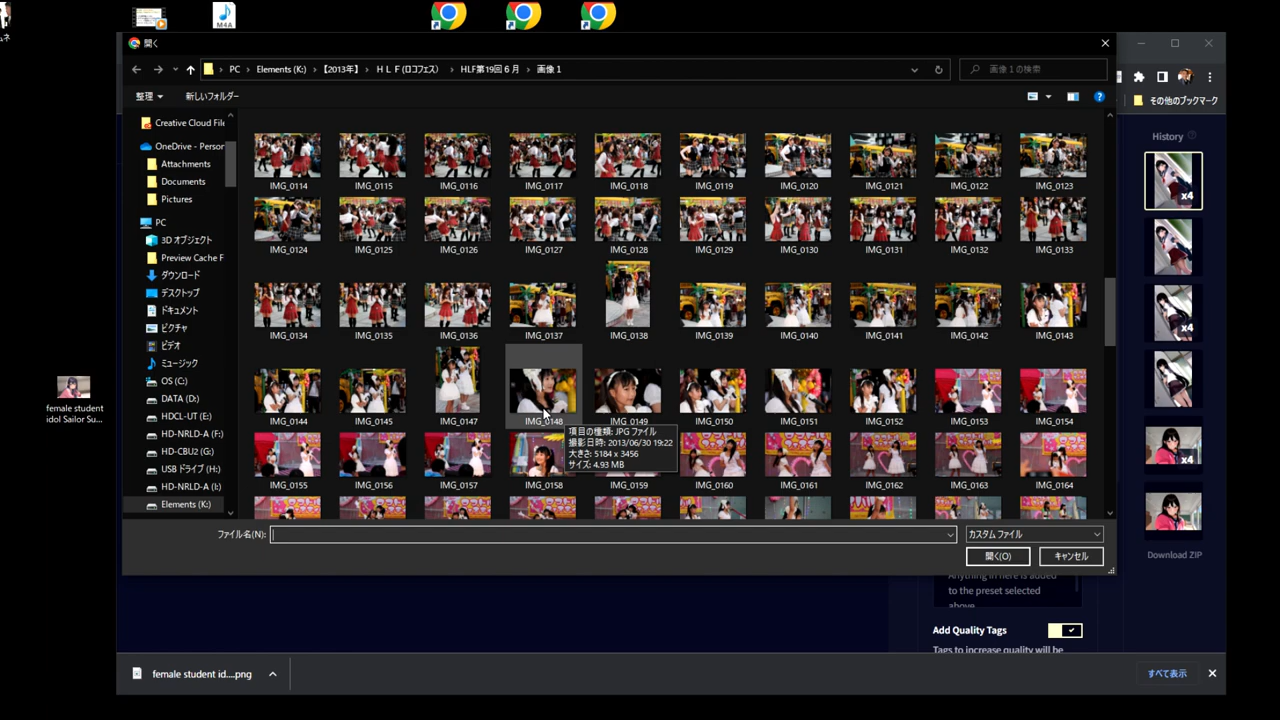 ネ
M4A
開く
PC › Elements (K:) › 【2013年】 › ＨＬＦ(ロコフェス) › HLF第19回６月 › 画像１
画像１の検索
整理
新しいフォルダー
その他のブックマーク
Creative Cloud File
OneDrive - Person
Attachments
Documents
Pictures
PC
3D オブジェクト
Preview Cache F
ダウンロード
デスクトップ
ドキュメント
ピクチャ
ビデオ
ミュージック
OS (C:)
DATA (D:)
HDCL-UT (E:)
HD-NRLD-A (F:)
HD-CBU2 (G:)
USB ドライブ (H:)
HD-NRLD-A (I:)
Elements (K:)
IMG_0114 IMG_0115 IMG_0116 IMG_0117 IMG_0118 IMG_0119 IMG_0120 IMG_0121 IMG_0122 IMG_0123
IMG_0124 IMG_0125 IMG_0126 IMG_0127 IMG_0128 IMG_0129 IMG_0130 IMG_0131 IMG_0132 IMG_0133
IMG_0134 IMG_0135 IMG_0136 IMG_0137 IMG_0138 IMG_0139 IMG_0140 IMG_0141 IMG_0142 IMG_0143
IMG_0144 IMG_0145 IMG_0147 IMG_0148 IMG_0149 IMG_0150 IMG_0151 IMG_0152 IMG_0153 IMG_0154
項目の種類: JPG ファイル
撮影日時: 2013/06/30 19:22
大きさ: 5184 x 3456
サイズ: 4.93 MB
IMG_0155 IMG_0156 IMG_0157 IMG_0158 IMG_0159 IMG_0160 IMG_0161 IMG_0162 IMG_0163 IMG_0164
ファイル名(N):
カスタム ファイル
開く(O)
キャンセル
female student
idol Sailor Su...
History
x4
x4
x4
Download ZIP
Anything in here is added
to the preset selected
above.
Add Quality Tags
Tags to increase quality will be
female student id....png
すべて表示